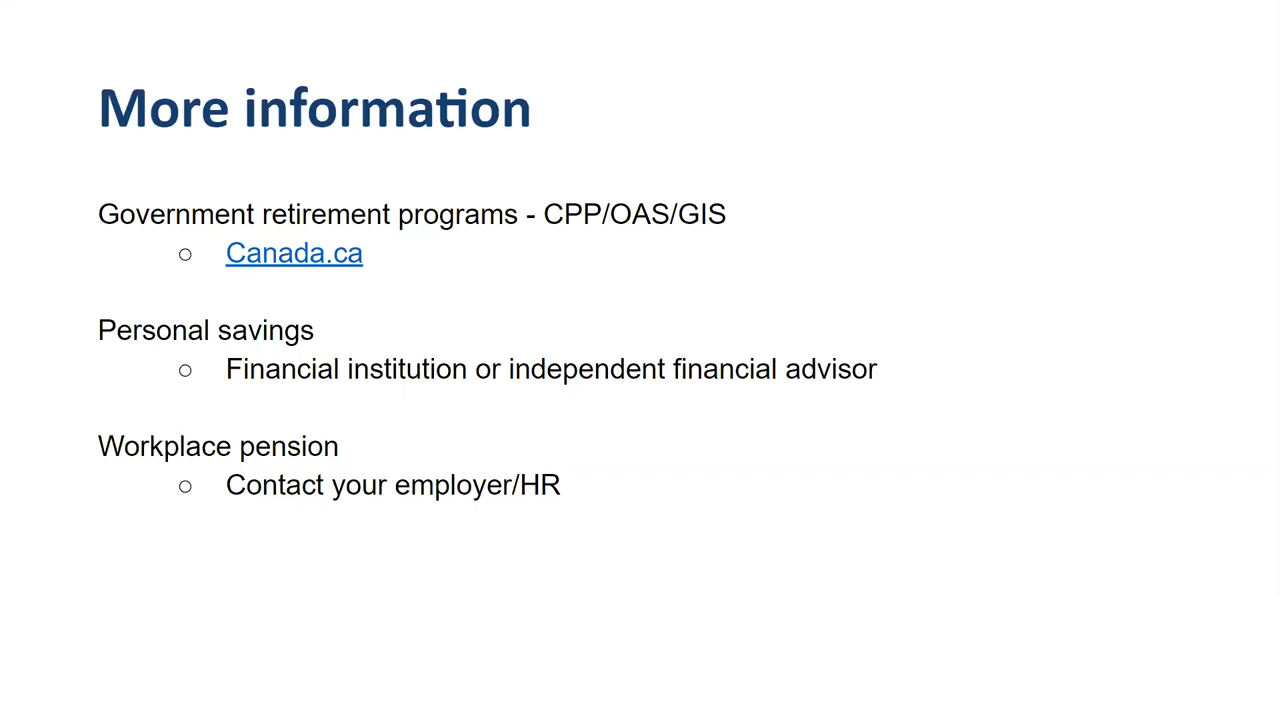 More information
Government retirement programs - CPP/OAS/GIS
○ Canada.ca
Personal savings
○ Financial institution or independent financial advisor
Workplace pension
○ Contact your employer/HR